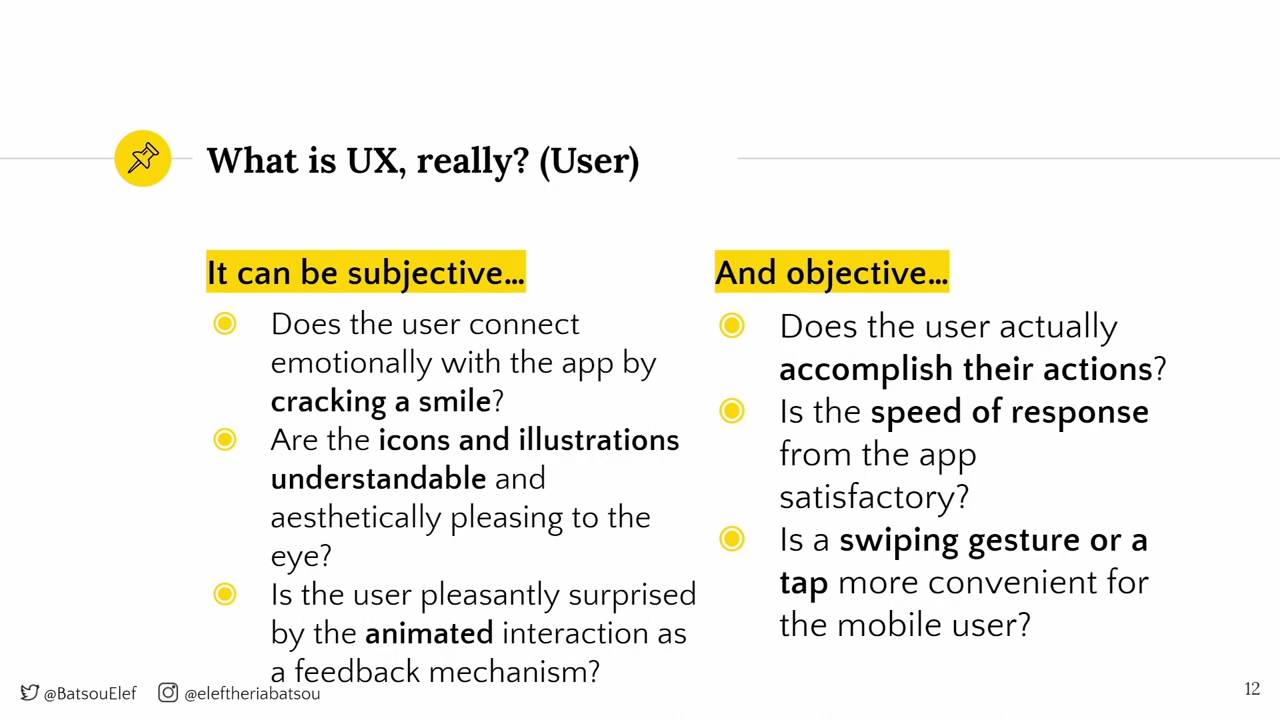 What is UX, really? (User)
It can be subjective...
Does the user connect
emotionally with the app by
cracking a smile?
Are the icons and illustrations
understandable and
aesthetically pleasing to the
eye?
Is the user pleasantly surprised
by the animated interaction as
a feedback mechanism?
And objective...
Does the user actually
accomplish their actions?
Is the speed of response
from the app
satisfactory?
Is a swiping gesture or a
tap more convenient for
the mobile user?
@BatsouElef @eleftheriabatsou
12